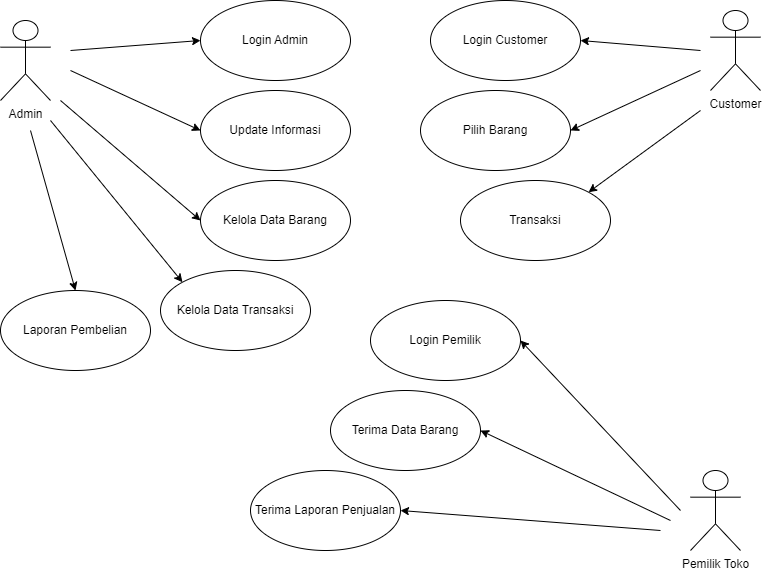 Login Admin
Login Customer
Admin
Customer
Update Informasi
Pilih Barang
Kelola Data Barang
Transaksi
Kelola Data Transaksi
Laporan Pembelian
Login Pemilik
Terima Data Barang
Terima Laporan Penjualan
Pemilik Toko